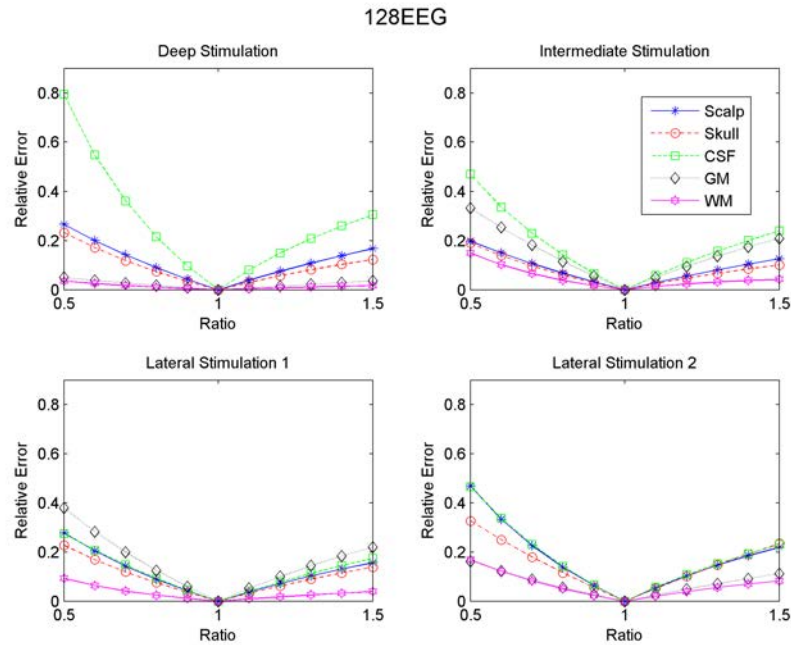 128EEG
Deep Stimulation
Relative Error
0.8
0.6
0.4
0.2
0
0.5
1
1.5
Ratio
Intermediate Stimulation
Relative Error
0.8
0.6
0.4
0.2
0
0.5
1
1.5
Ratio
Scalp
Skull
CSF
GM
WM
Lateral Stimulation 1
Relative Error
0.8
0.6
0.4
0.2
0
0.5
1
1.5
Ratio
Lateral Stimulation 2
Relative Error
0.8
0.6
0.4
0.2
0
0.5
1
1.5
Ratio